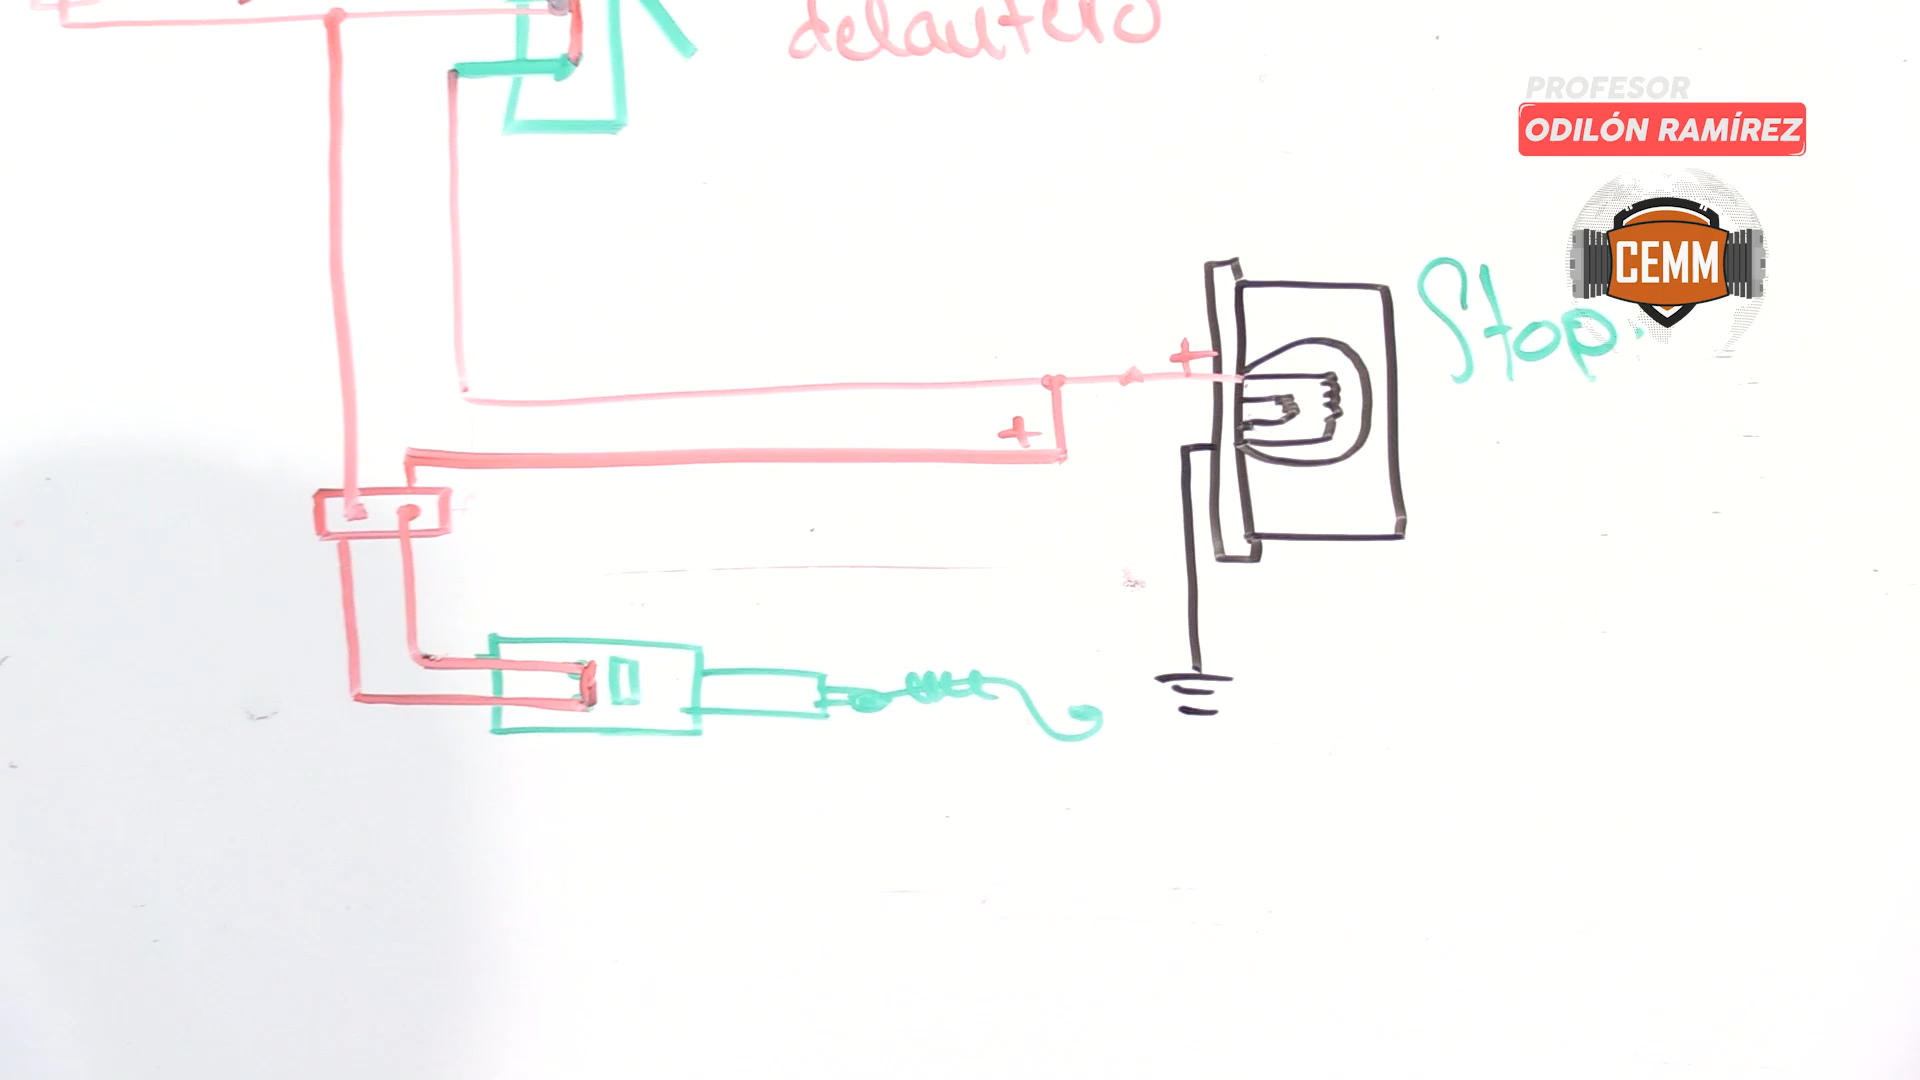 delantero
PROFESOR
ODILÓN RAMÍREZ
CEMM
Stop.
+
+